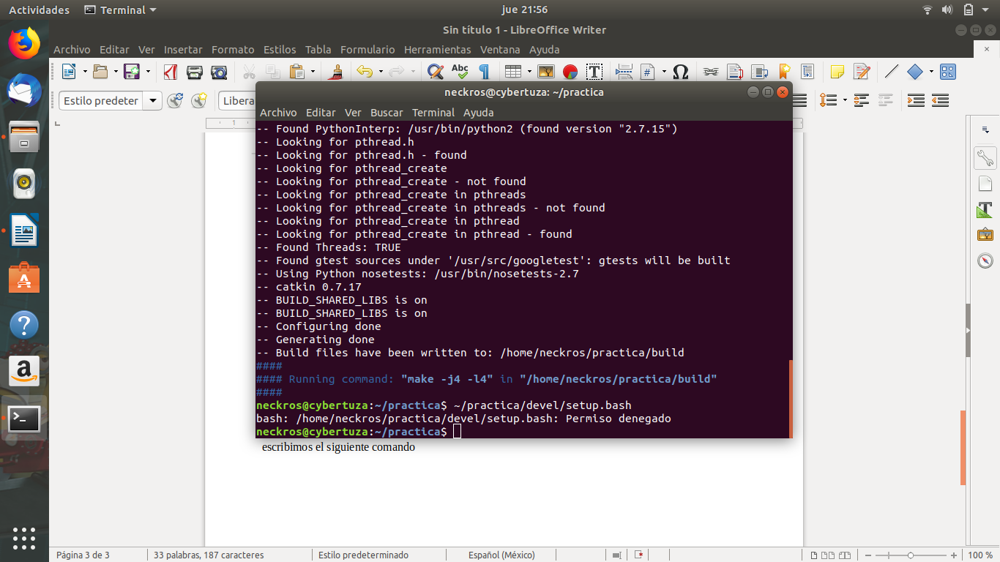 Actividades Terminal jue 21:56
Sin título 1 - LibreOffice Writer
Archivo Editar Ver Insertar Formato Estilos Tabla Formulario Herramientas Ventana Ayuda
Abc
Estilo predeter Libera
neckros@cybertuza: ~/practica
Archivo Editar Ver Buscar Terminal Ayuda
1
-- Found PythonInterp: /usr/bin/python2 (found version "2.7.15")
-- Looking for pthread.h
-- Looking for pthread.h - found
-- Looking for pthread_create
-- Looking for pthread_create - not found
-- Looking for pthread_create in pthreads
-- Looking for pthread_create in pthreads - not found
-- Looking for pthread_create in pthread
-- Looking for pthread_create in pthread - found
-- Found Threads: TRUE
-- Found gtest sources under '/usr/src/googletest': gtests will be built
-- Using Python nosetests: /usr/bin/nosetests-2.7
-- catkin 0.7.17
-- BUILD_SHARED_LIBS is on
-- BUILD_SHARED_LIBS is on
-- Configuring done
-- Generating done
-- Build files have been written to: /home/neckros/practica/build
####
#### Running command: "make -j4 -l4" in "/home/neckros/practica/build"
####
neckros@cybertuza:~/practica$ ~/practica/devel/setup.bash
bash: /home/neckros/practica/devel/setup.bash: Permiso denegado
neckros@cybertuza:~/practica$
escribimos el siguiente comando
Página 3 de 3 33 palabras, 187 caracteres Estilo predeterminado Español (México) 100 %